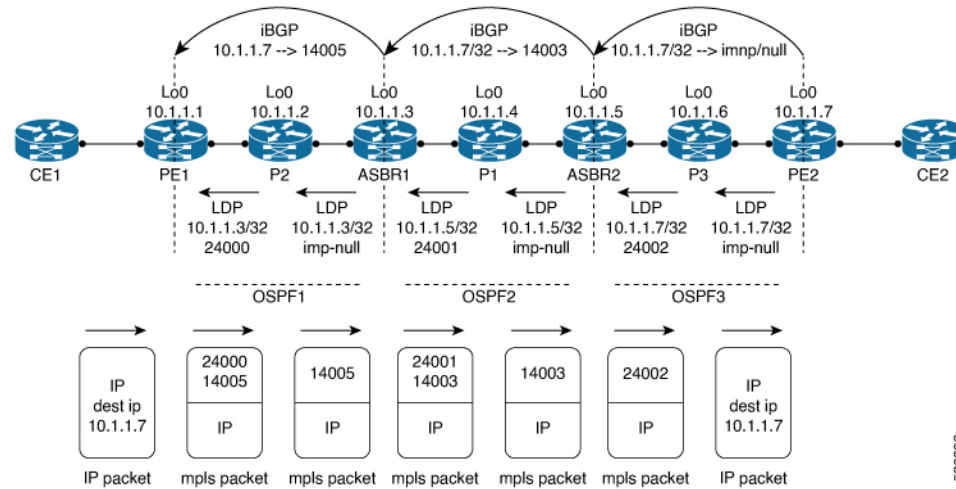 iBGP
10.1.1.7 --> 14005
iBGP
10.1.1.7/32 --> 14003
iBGP
10.1.1.7/32 --> imnp/null
Lo0
10.1.1.1
Lo0
10.1.1.2
Lo0
10.1.1.3
Lo0
10.1.1.4
Lo0
10.1.1.5
Lo0
10.1.1.6
Lo0
10.1.1.7
CE1
PE1
P2
ASBR1
P1
ASBR2
P3
PE2
CE2
LDP
10.1.1.3/32
24000
LDP
10.1.1.3/32
imp-null
LDP
10.1.1.5/32
24001
LDP
10.1.1.5/32
imp-null
LDP
10.1.1.7/32
24002
LDP
10.1.1.7/32
imp-null
OSPF1
OSPF2
OSPF3
IP
dest ip
10.1.1.7
IP packet
24000
14005
IP
mpls packet
14005
IP
mpls packet
24001
14003
IP
mpls packet
14003
IP
mpls packet
24002
IP
mpls packet
IP
dest ip
10.1.1.7
IP packet